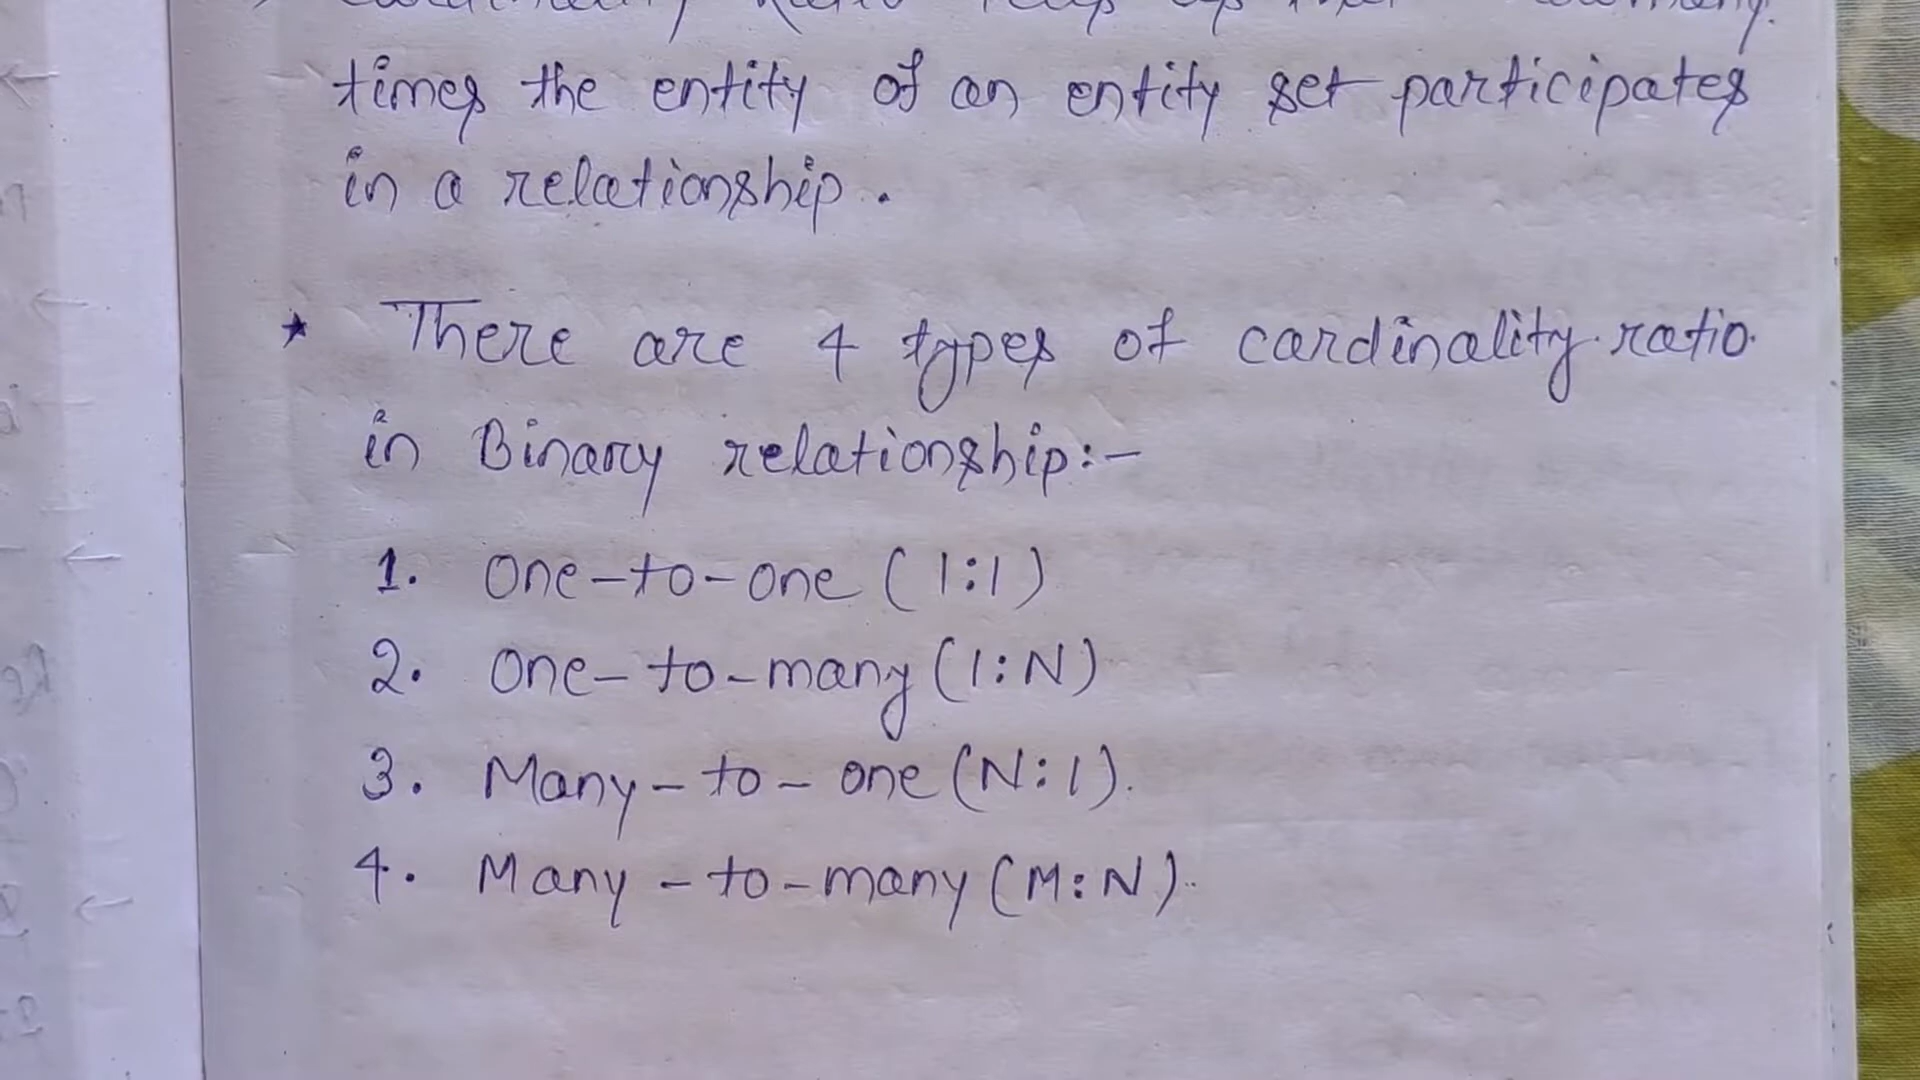 cardinality Ratio
times the entity of an entity set participates
in a relationship.
* There are 4 types of cardinality ratio.
in Binary relationship:-
1. One-to-one (1:1)
2. One-to-many (1:N)
3. Many-to-one (N:1).
4. Many-to-many (M:N).